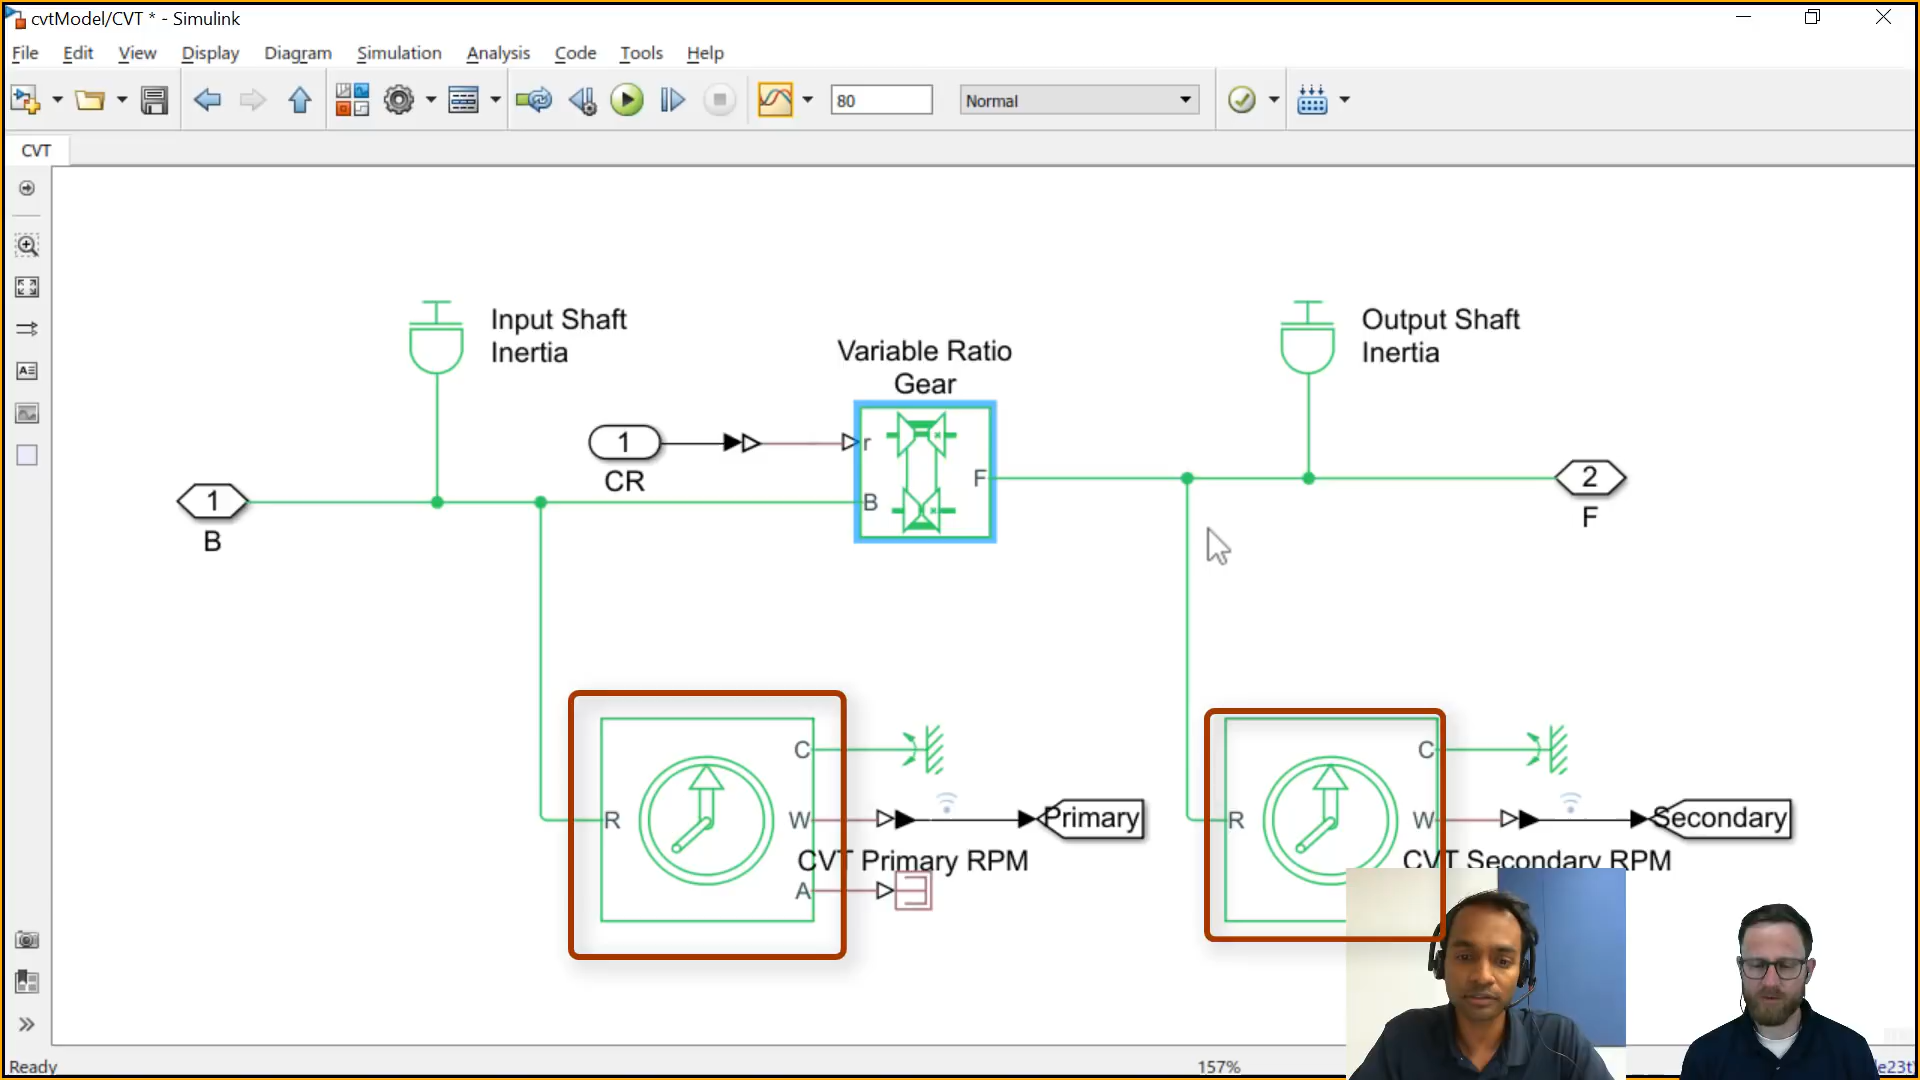 cvtModel/CVT * - Simulink
File Edit View Display Diagram Simulation Analysis Code Tools Help
80
Normal
CVT
Input Shaft
Inertia
Output Shaft
Inertia
Variable Ratio
Gear
1
CR
r
F
B
1
B
2
F
C
R
W
A
Primary
CVT Primary RPM
C
R
W
Secondary
CVT Secondary RPM
Ready
157%